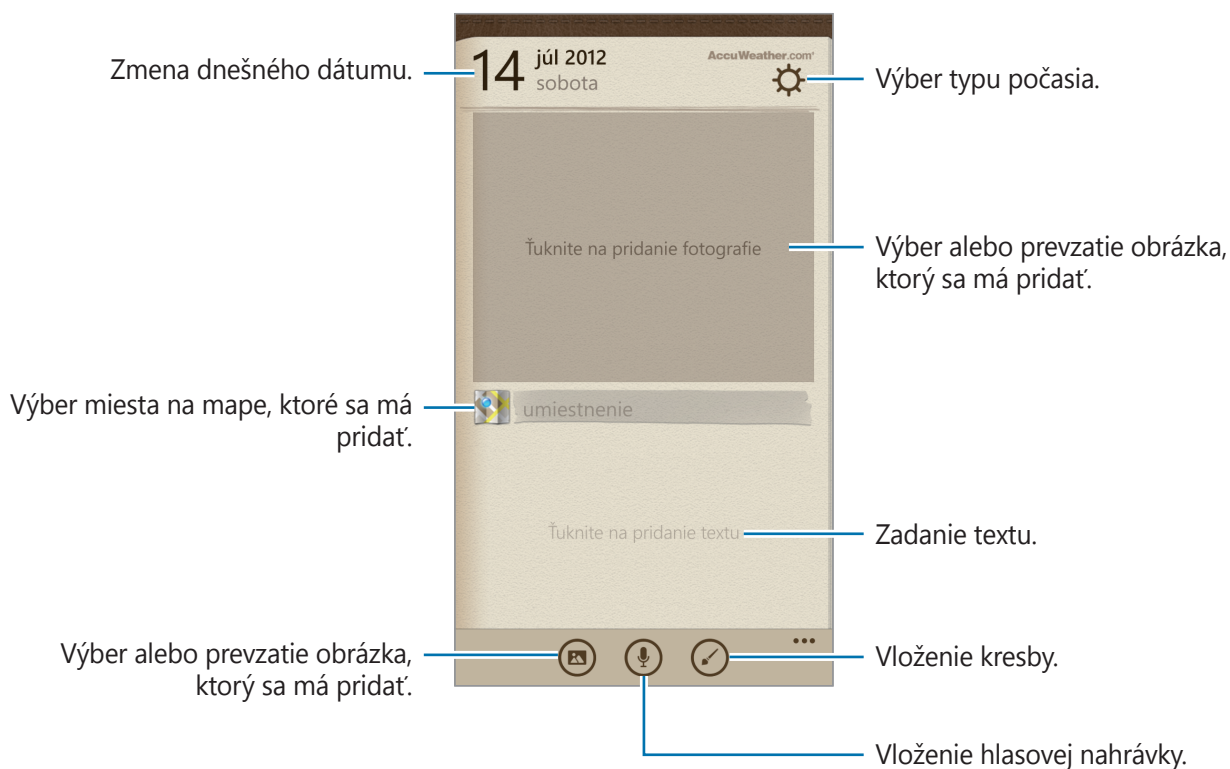 Zmena dnešného dátumu.
14
júl 2012
sobota
AccuWeather.com®
Výber typu počasia.
Ťuknite na pridanie fotografie
Výber alebo prevzatie obrázka,
ktorý sa má pridať.
Výber miesta na mape, ktoré sa má
pridať.
umiestnenie
Ťuknite na pridanie textu
Zadanie textu.
Výber alebo prevzatie obrázka,
ktorý sa má pridať.
Vloženie kresby.
Vloženie hlasovej nahrávky.